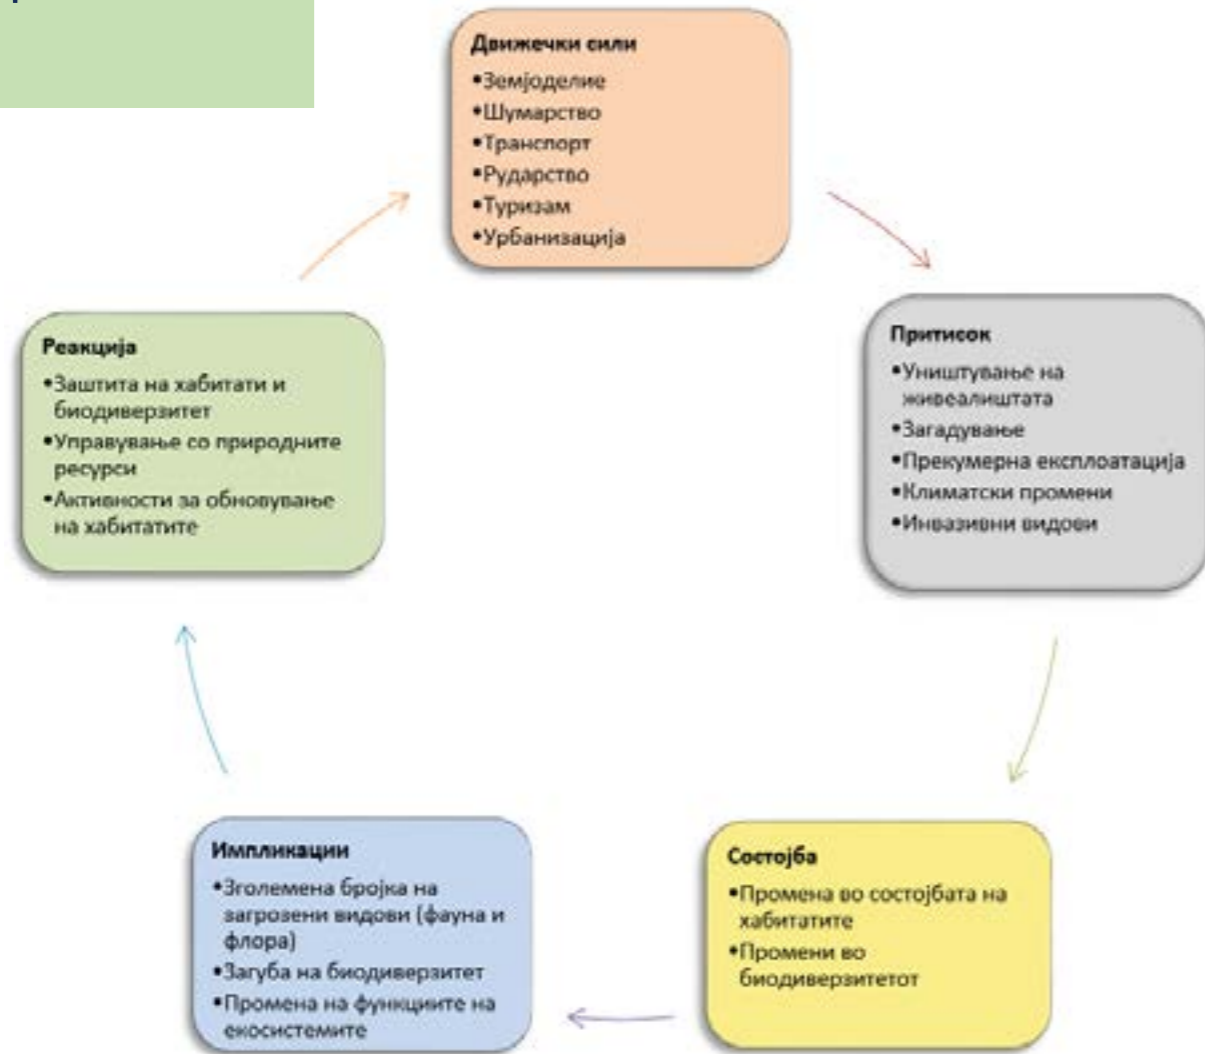 Движечки сили
•Земјоделие
•Шумарство
•Транспорт
•Рударство
•Туризам
•Урбанизација
Притисок
•Уништување на
живеалиштата
•Загадување
•Прекумерна експлоатација
•Климатски промени
•Инвазивни видови
Состојба
•Промена во состојбата на
хабитатите
•Промени во
биодиверзитетот
Импликации
•Зголемена бројка на
загрозени видови (фауна и
флора)
•Загуба на биодиверзитет
•Промена на функциите на
екосистемите
Реакција
•Заштита на хабитати и
биодиверзитет
•Управување со природните
ресурси
•Активности за обновување
на хабитатите